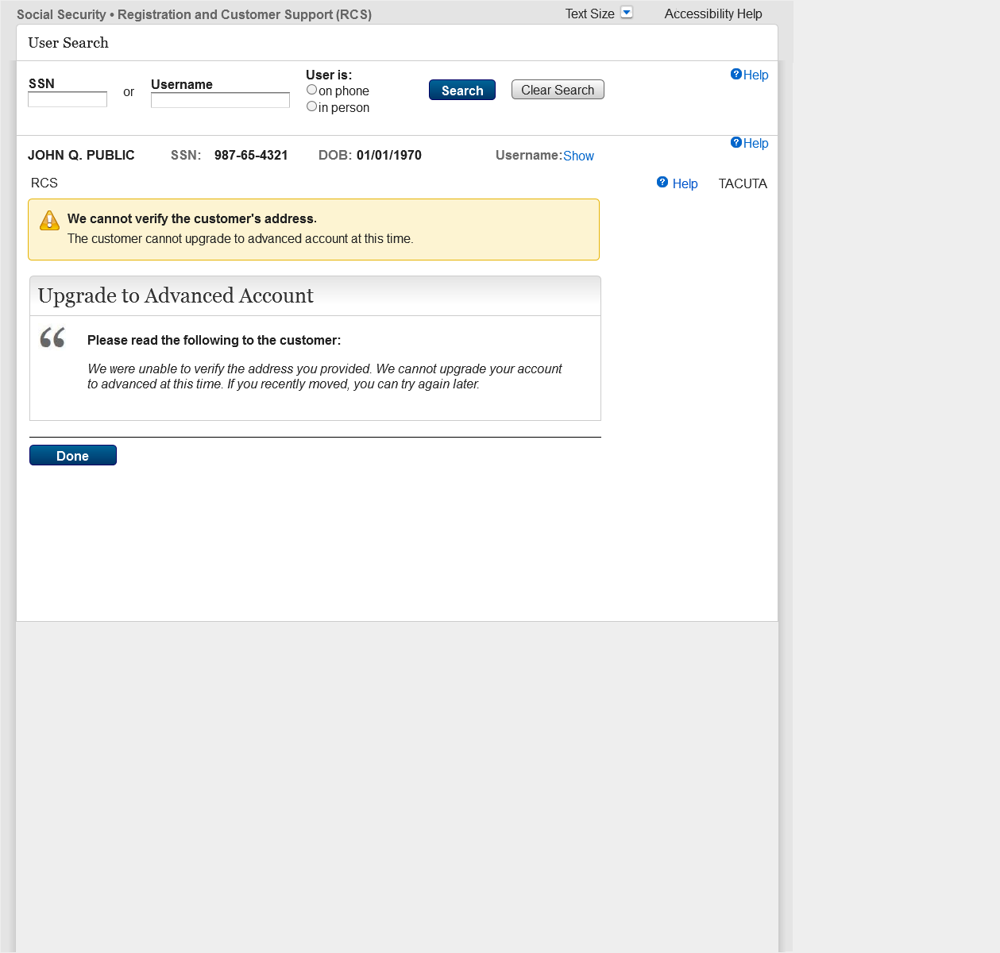 Social Security • Registration and Customer Support (RCS) Text Size Accessibility Help
User Search
Help
SSN or Username User is:
on phone
in person
Search Clear Search
Help
JOHN Q. PUBLIC SSN: 987-65-4321 DOB: 01/01/1970 Username: Show
RCS Help TACUTA
We cannot verify the customer's address.
The customer cannot upgrade to advanced account at this time.
Upgrade to Advanced Account
Please read the following to the customer:
We were unable to verify the address you provided. We cannot upgrade your account
to advanced at this time. If you recently moved, you can try again later.
Done